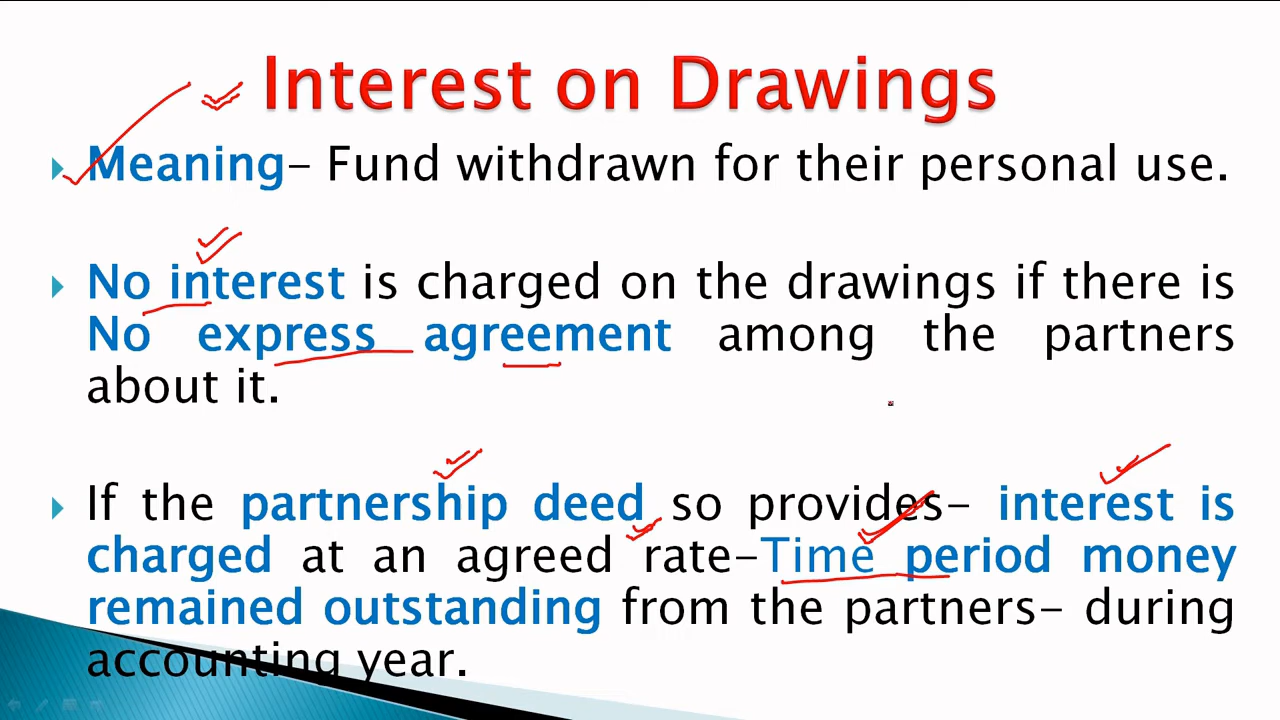 Interest on Drawings
Meaning– Fund withdrawn for their personal use.
No interest is charged on the drawings if there is
No express agreement among the partners
about it.
If the partnership deed so provides– interest is
charged at an agreed rate–Time period money
remained outstanding from the partners– during
accounting year.